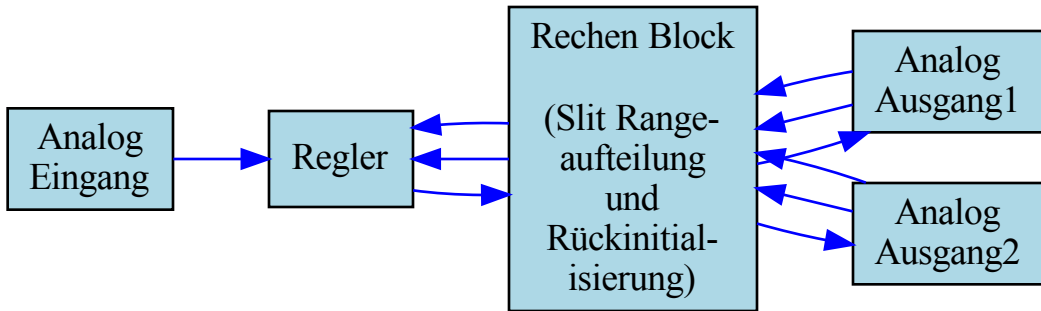 Analog
Eingang
Regler
Rechen Block
(Slit Range-
aufteilung
und
Rückinitial-
isierung)
Analog
Ausgang1
Analog
Ausgang2